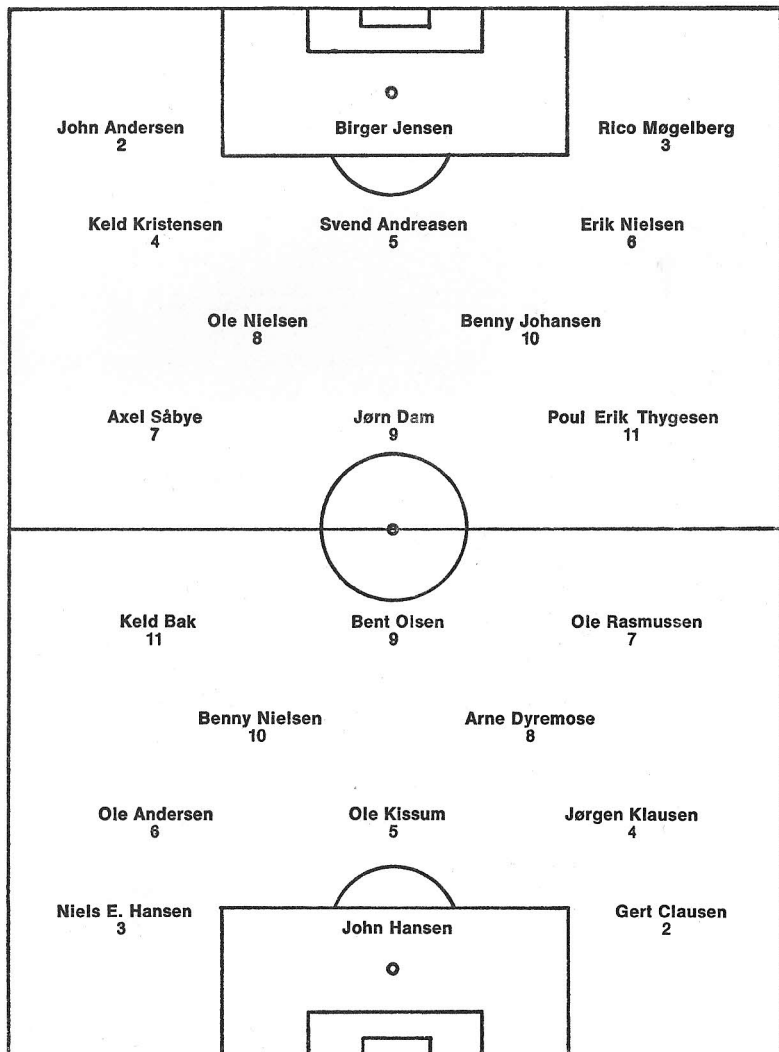 John Andersen Birger Jensen Rico Møgelberg
2 3
Keld Kristensen Svend Andreasen Erik Nielsen
4 5 6
Ole Nielsen Benny Johansen
8 10
Axel Såbye Jørn Dam Poul Erik Thygesen
7 9 11
Keld Bak Bent Olsen Ole Rasmussen
11 9 7
Benny Nielsen Arne Dyremose
10 8
Ole Andersen Ole Kissum Jørgen Klausen
6 5 4
Niels E. Hansen John Hansen Gert Clausen
3 2